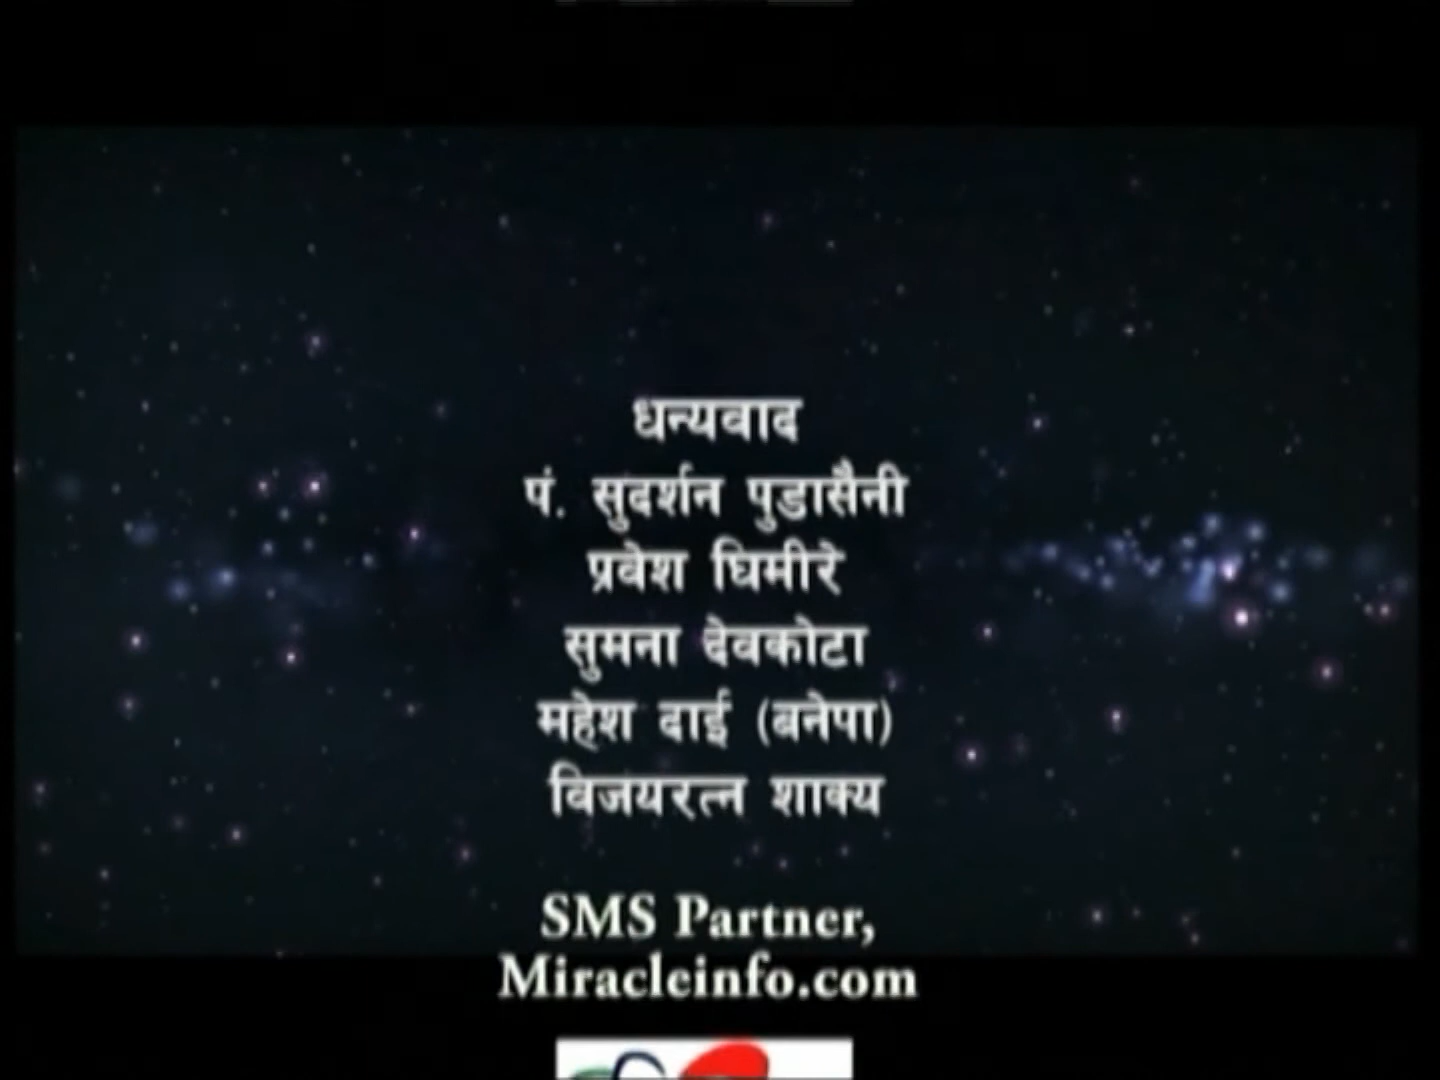 धन्यवाद
पं. सुदर्शन पुडासैनी
प्रवेश घिमीरे
सुमना देवकोटा
महेश दाई (बनेपा)
विजयरत्न शाक्य
SMS Partner,
Miracleinfo.com